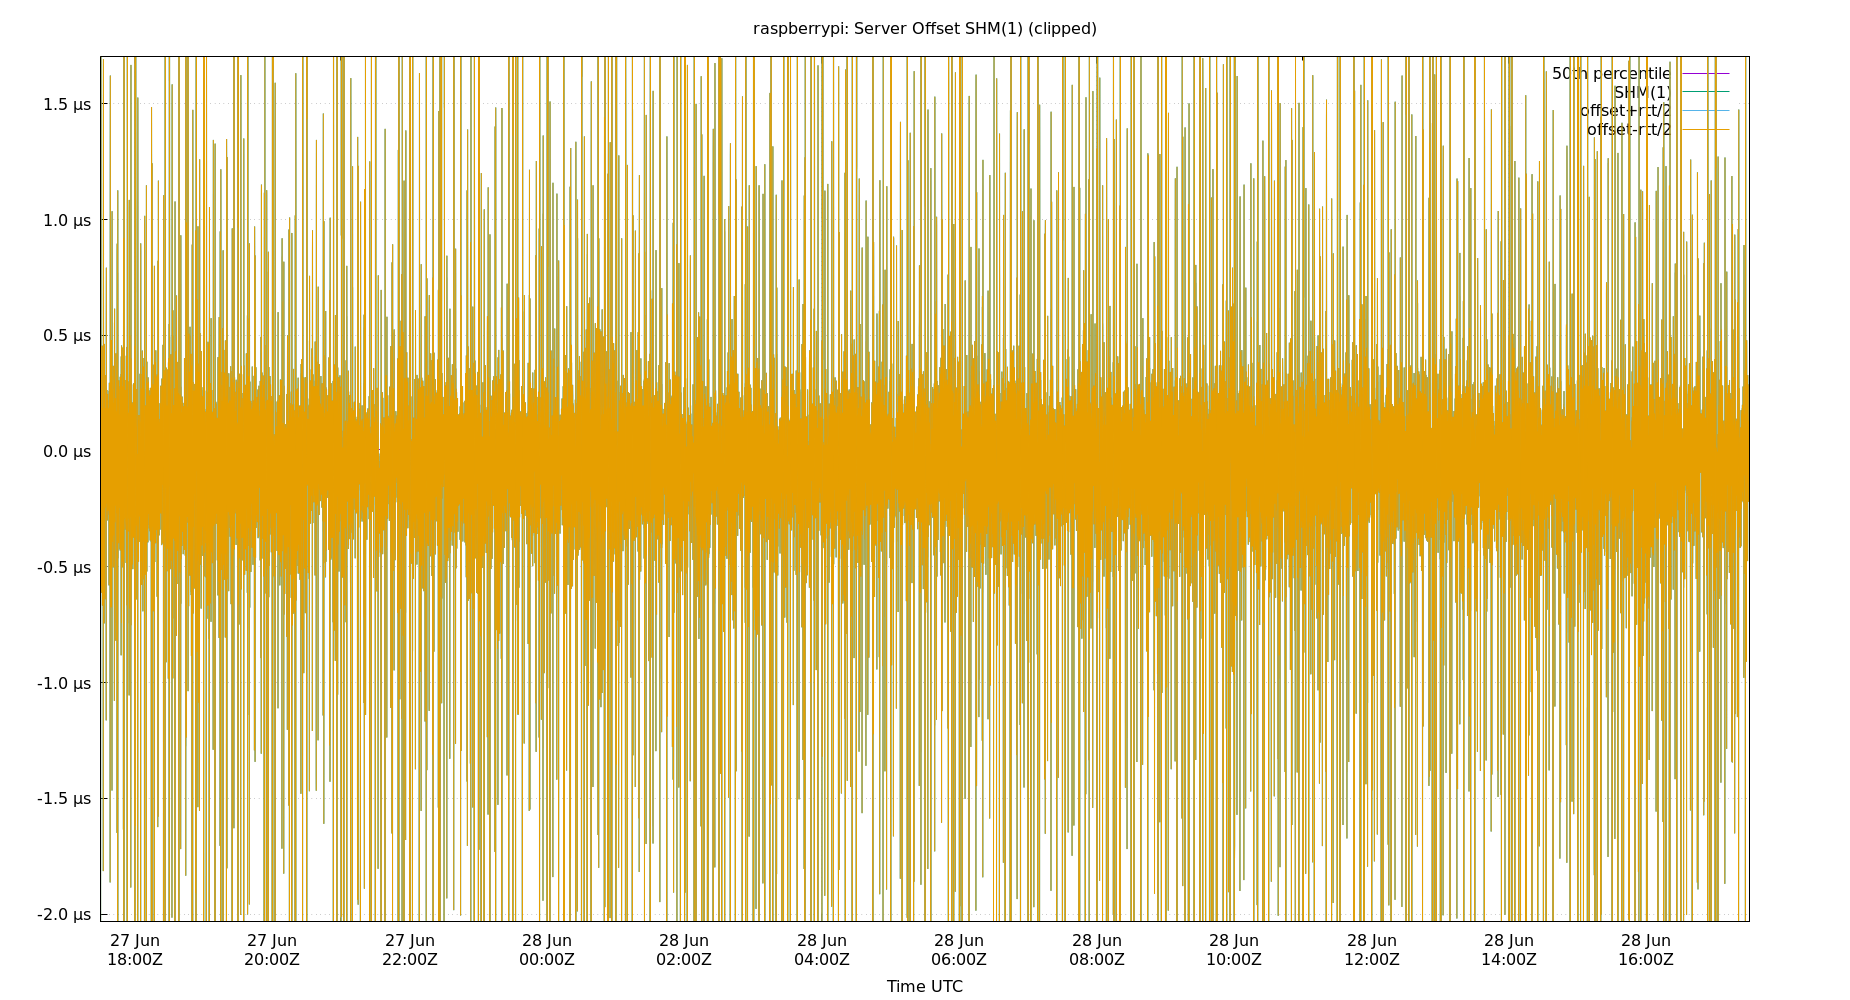 raspberrypi: Server Offset SHM(1) (clipped)
50th percentile
SHM(1)
offset+rtt/2
offset-rtt/2
1.5 µs
1.0 µs
0.5 µs
0.0 µs
-0.5 µs
-1.0 µs
-1.5 µs
-2.0 µs
27 Jun 27 Jun 27 Jun 28 Jun 28 Jun 28 Jun 28 Jun 28 Jun 28 Jun 28 Jun 28 Jun 28 Jun
18:00Z 20:00Z 22:00Z 00:00Z 02:00Z 04:00Z 06:00Z 08:00Z 10:00Z 12:00Z 14:00Z 16:00Z
Time UTC